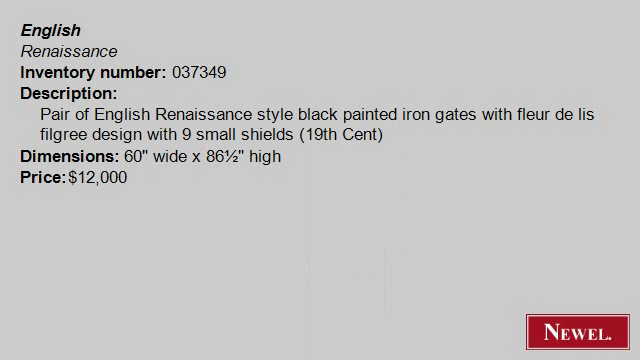 English
Renaissance
Inventory number: 037349
Description:
Pair of English Renaissance style black painted iron gates with fleur de lis
filgree design with 9 small shields (19th Cent)
Dimensions: 60" wide x 86½" high
Price:$12,000
NEWEL.